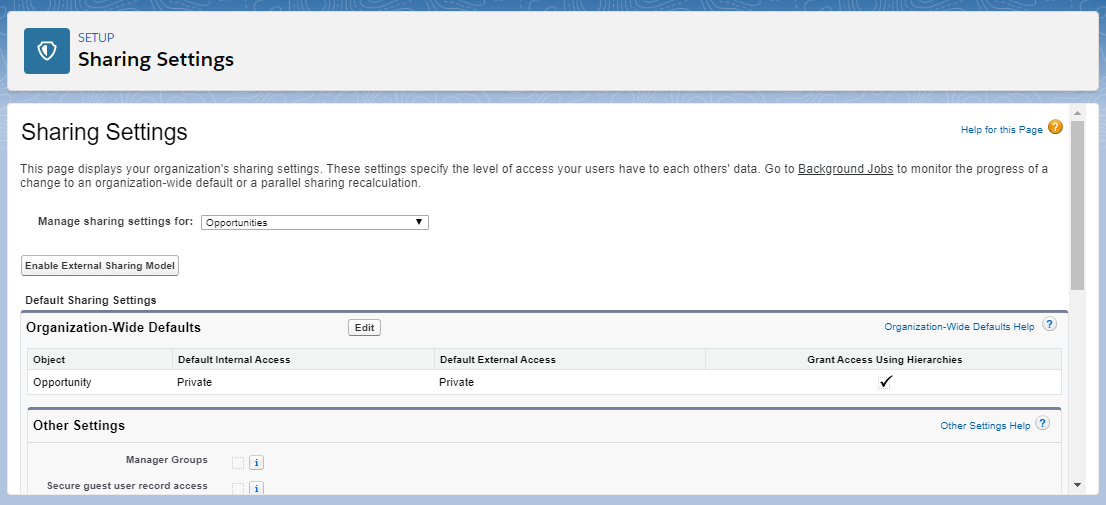 SETUP
Sharing Settings
Sharing Settings
Help for this Page ?
This page displays your organization's sharing settings. These settings specify the level of access your users have to each others' data. Go to Background Jobs to monitor the progress of a
change to an organization-wide default or a parallel sharing recalculation.
Manage sharing settings for: Opportunities
Enable External Sharing Model
Default Sharing Settings
Organization-Wide Defaults Edit Organization-Wide Defaults Help ?
Object Default Internal Access Default External Access Grant Access Using Hierarchies
Opportunity Private Private
Other Settings Other Settings Help ?
Manager Groups i
Secure guest user record access i